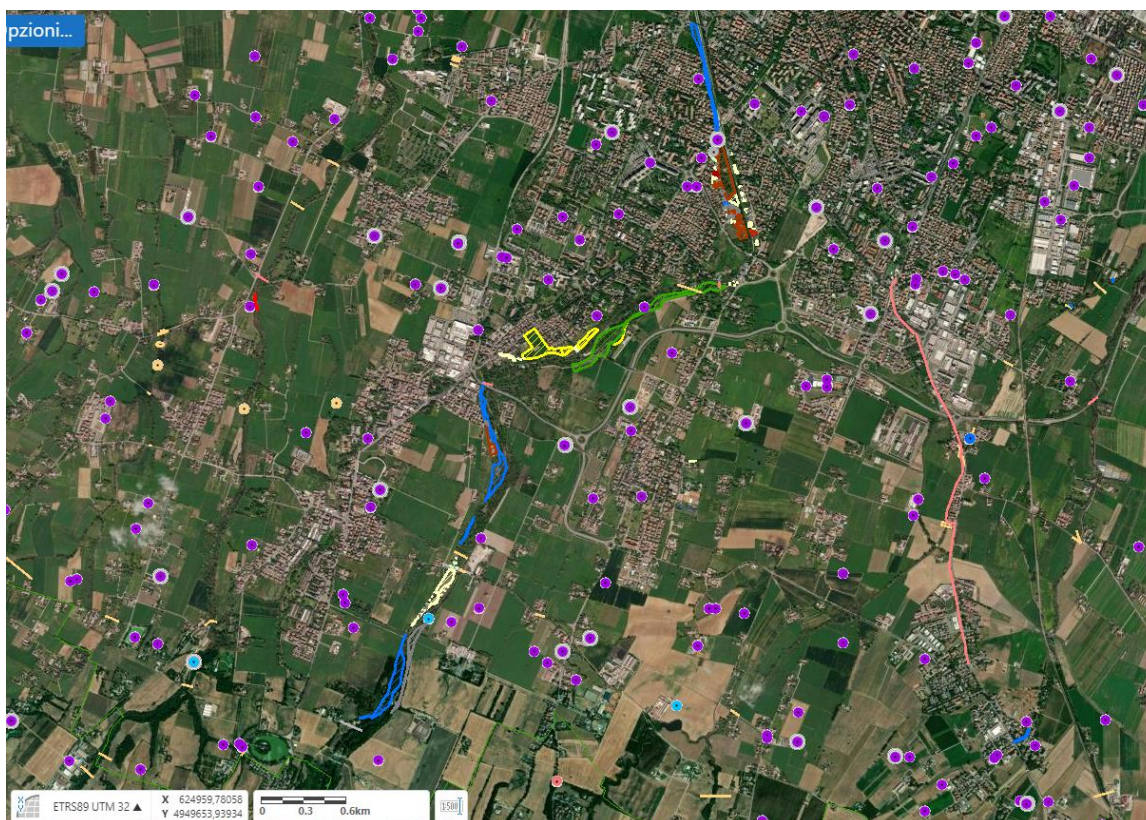 pzioni...
ETRS89 UTM 32 ▲
X 624959,78058
Y 4949653,93934
0 0.3 0.6km